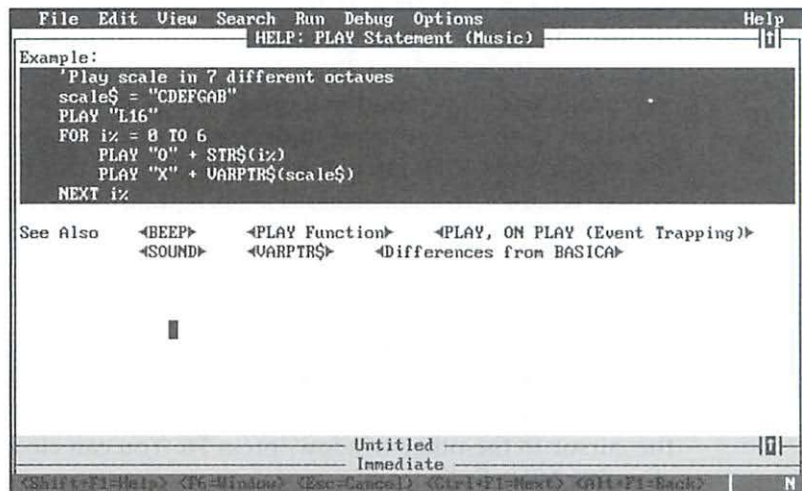 File Edit View Search Run Debug Options Help
HELP: PLAY Statement (Music)
Example:
'Play scale in 7 different octaves
scale$ = "CDEFGAB"
PLAY "L16"
FOR i% = 0 TO 6
PLAY "O" + STR$(i%)
PLAY "X" + VARPTR$(scale$)
NEXT i%
See Also ◄BEEP► ◄PLAY Function► ◄PLAY, ON PLAY (Event Trapping)►
◄SOUND► ◄VARPTR$► ◄Differences from BASICA►
Untitled
Immediate
<Shift+F1=Help> <F6=Window> <Esc=Cancel> <Ctrl+F1=Next> <Alt+F1=Back> N